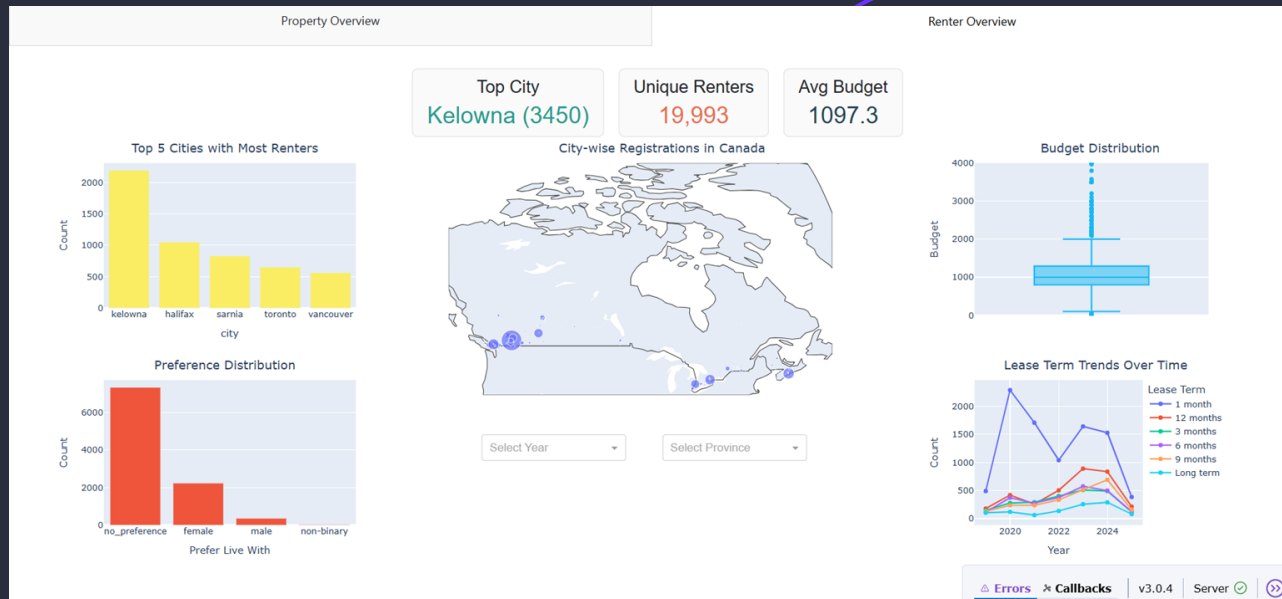 Property Overview
Renter Overview
Top City
Kelowna (3450)
Unique Renters
19,993
Avg Budget
1097.3
Top 5 Cities with Most Renters
2000
1500
1000
500
0
Count
kelowna halifax sarnia toronto vancouver
city
City-wise Registrations in Canada
Budget Distribution
4000
3000
2000
1000
0
Budget
Preference Distribution
6000
4000
2000
0
Count
no_preference female male non-binary
Prefer Live With
Select Year
Select Province
Lease Term Trends Over Time
2000
1500
1000
500
0
Count
2020 2022 2024
Year
Lease Term
1 month
12 months
3 months
6 months
9 months
Long term
Errors Callbacks v3.0.4 Server